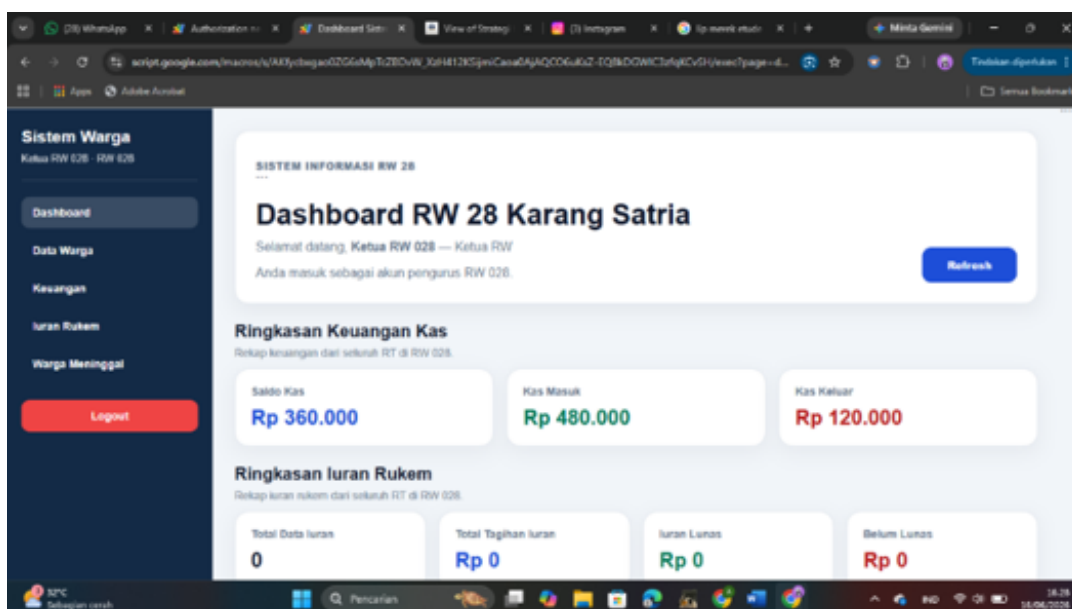 (28) WhatsApp
Dashboard Sist
View of Strategi
(3) Instagram
Minta Gemini
Tindakan diperlukan
Apps
Adobe Acrobat
Semua Bookmark
Sistem Warga
Ketua RW 028 - RW 028
Dashboard
Data Warga
Keuangan
Iuran Rukem
Warga Meninggal
Logout
SISTEM INFORMASI RW 28
Dashboard RW 28 Karang Satria
Selamat datang, Ketua RW 028 — Ketua RW
Anda masuk sebagai akun pengurus RW 028.
Refresh
Ringkasan Keuangan Kas
Rekap keuangan dari seluruh RT di RW 028.
Saldo Kas
Kas Masuk
Kas Keluar
Rp 360.000
Rp 480.000
Rp 120.000
Ringkasan Iuran Rukem
Rekap iuran rukem dari seluruh RT di RW 028.
Total Data Iuran
Total Tagihan Iuran
Iuran Lunas
Belum Lunas
0
Rp 0
Rp 0
Rp 0
32°C
Sebagian cerah
Pencarian
IND